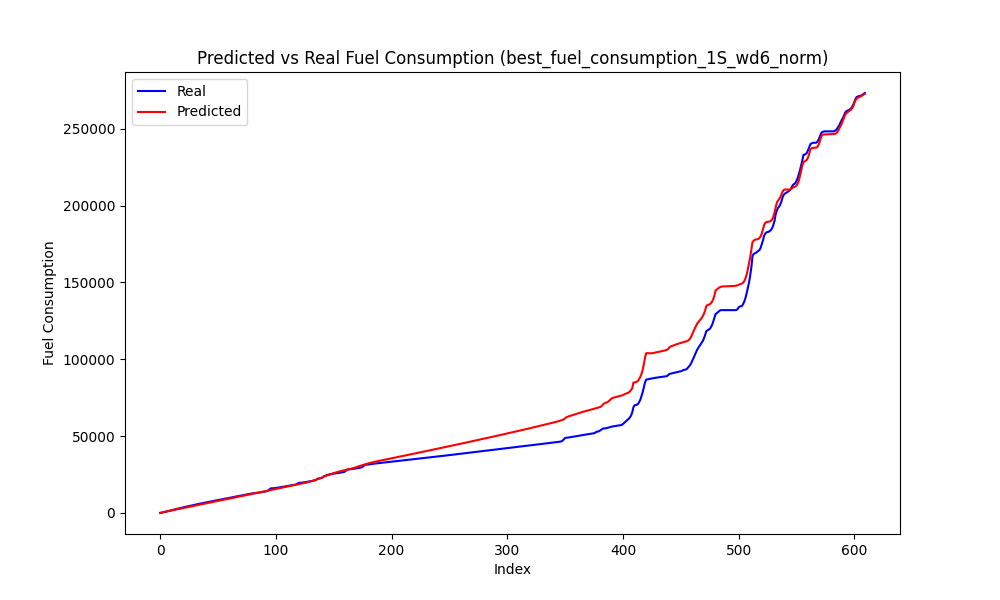 Predicted vs Real Fuel Consumption (best_fuel_consumption_1S_wd6_norm)
Real
Predicted
250000
200000
150000
100000
50000
0
Fuel Consumption
0 100 200 300 400 500 600
Index